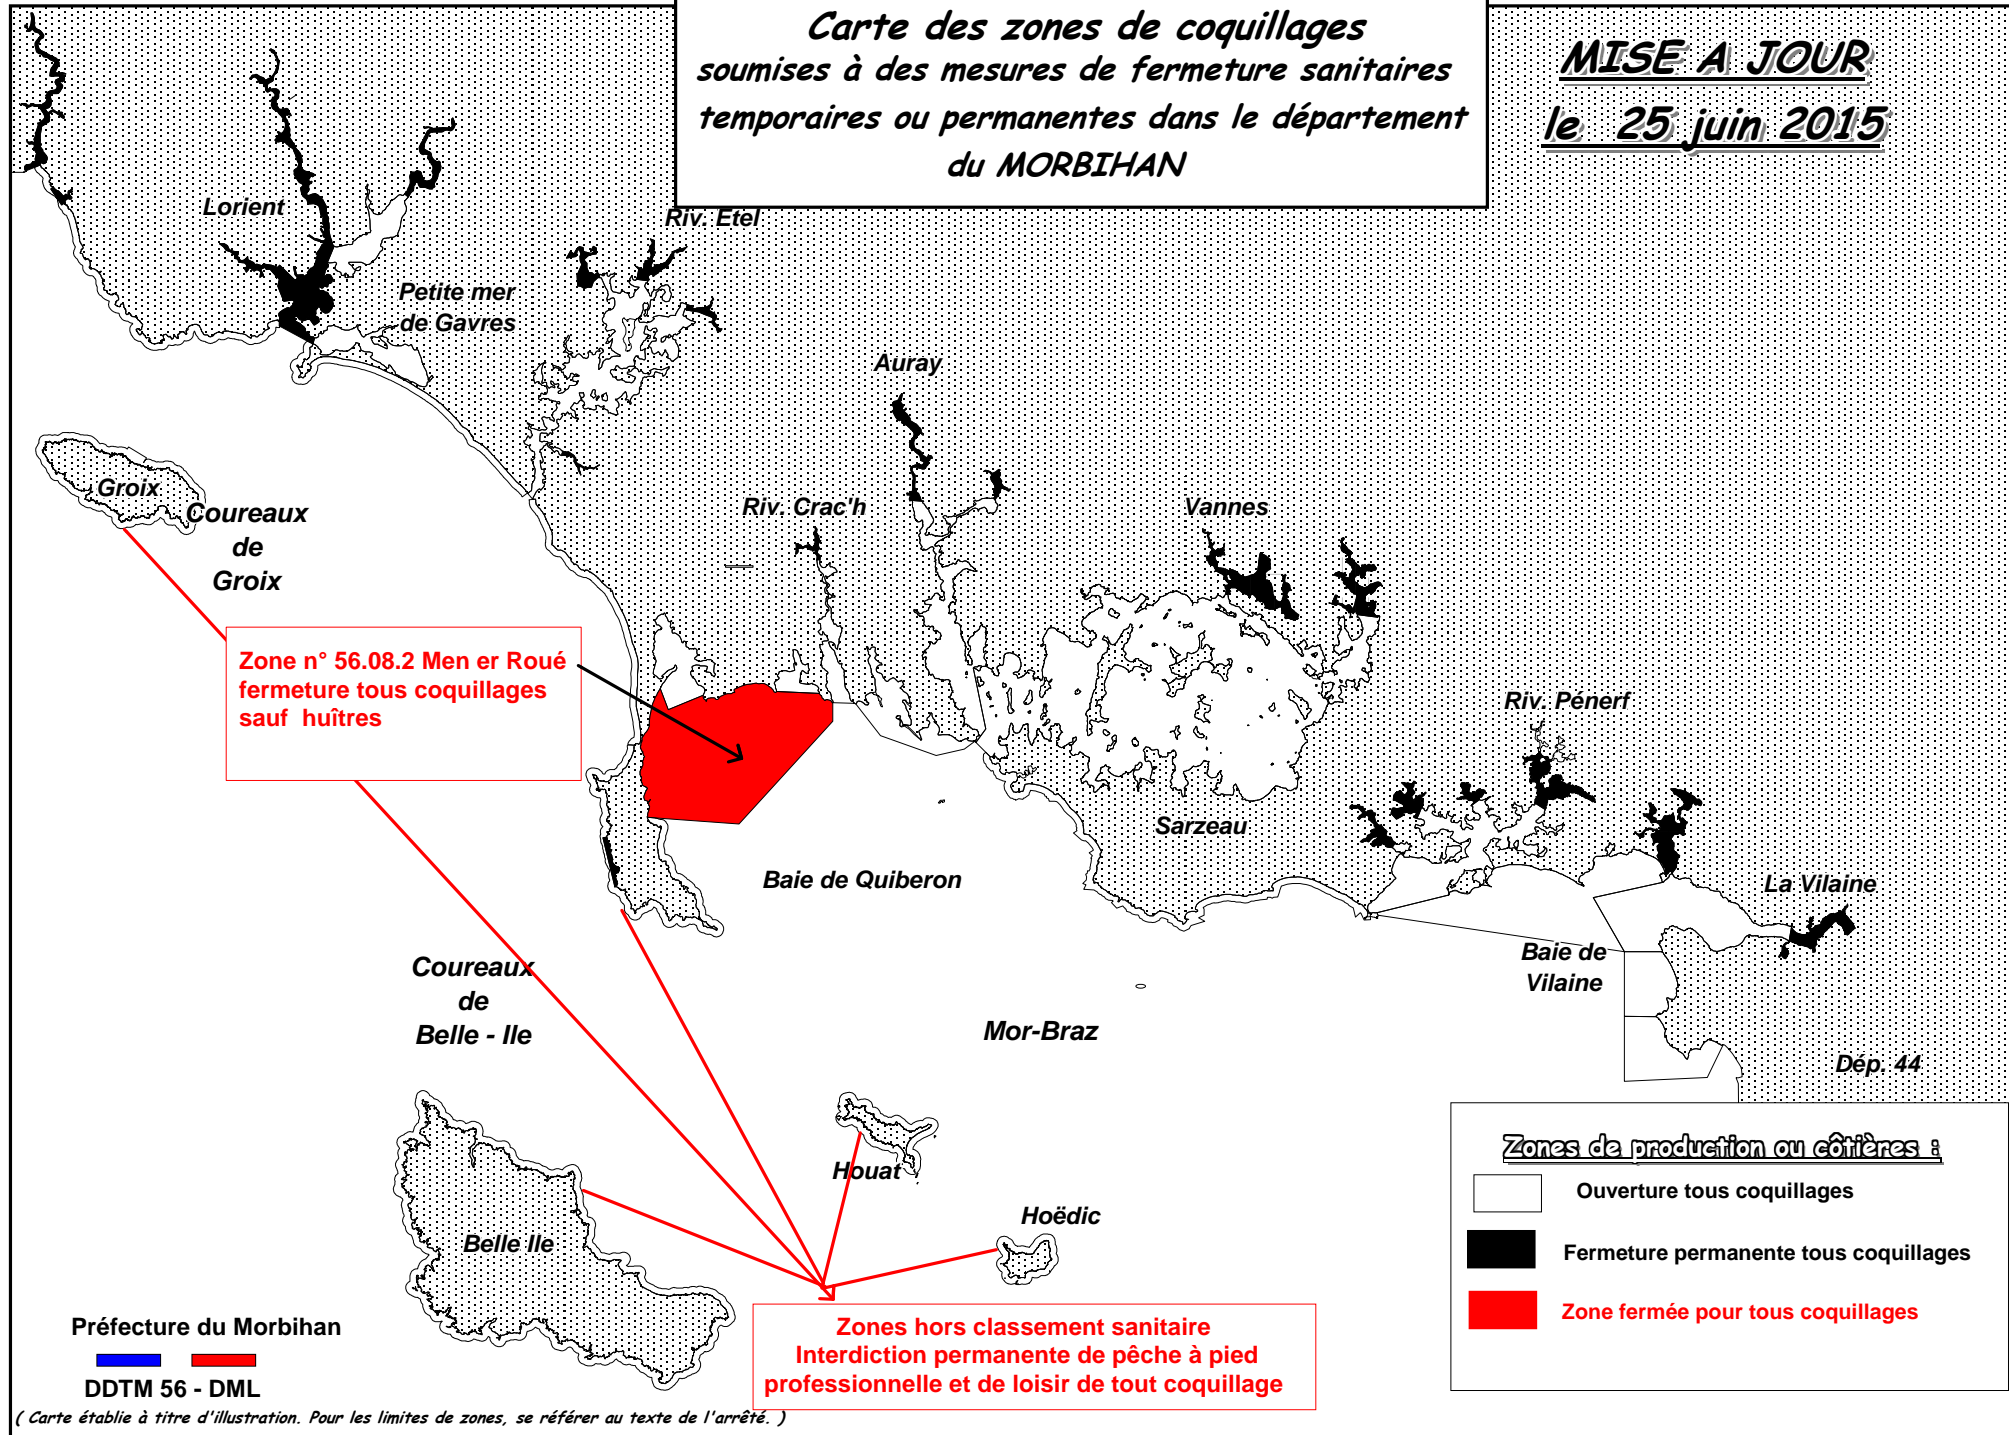 Carte des zones de coquillages
soumises à des mesures de fermeture sanitaires
temporaires ou permanentes dans le département
du MORBIHAN
MISE A JOUR
le 25 juin 2015
Lorient
Riv. Etel
Petite mer
de Gavres
Auray
Groix
Coureaux
de
Groix
Riv. Crac'h
Vannes
Zone n° 56.08.2 Men er Roué
fermeture tous coquillages
sauf huîtres
Riv. Pénerf
Sarzeau
Baie de Quiberon
La Vilaine
Baie de
Vilaine
Coureaux
de
Belle - Ile
Mor-Braz
Dép. 44
Houat
Hoëdic
Belle Ile
Zones de production ou côtières :
Ouverture tous coquillages
Fermeture permanente tous coquillages
Zone fermée pour tous coquillages
Zones hors classement sanitaire
Interdiction permanente de pêche à pied
professionnelle et de loisir de tout coquillage
Préfecture du Morbihan
DDTM 56 - DML
( Carte établie à titre d'illustration. Pour les limites de zones, se référer au texte de l'arrêté. )